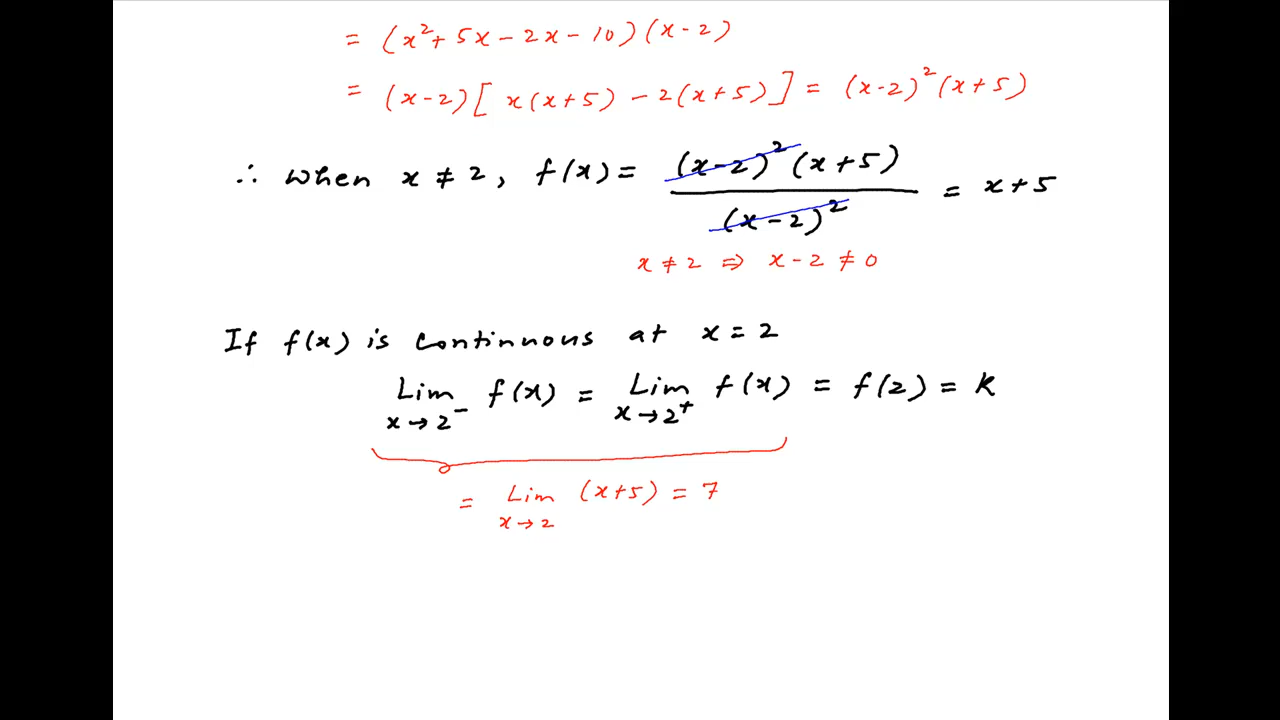 = (x²+ 5x - 2x - 10)(x-2)
= (x-2)[ x(x+5) - 2(x+5) ] = (x-2)²(x+5)
∴ when x ≠ 2, f(x) = (x-2)²(x+5) / (x-2)² = x+5
x ≠ 2 ⇒ x-2 ≠ 0
If f(x) is continuous at x = 2
Lim x→2⁻ f(x) = Lim x→2⁺ f(x) = f(2) = k
= Lim x→2 (x+5) = 7